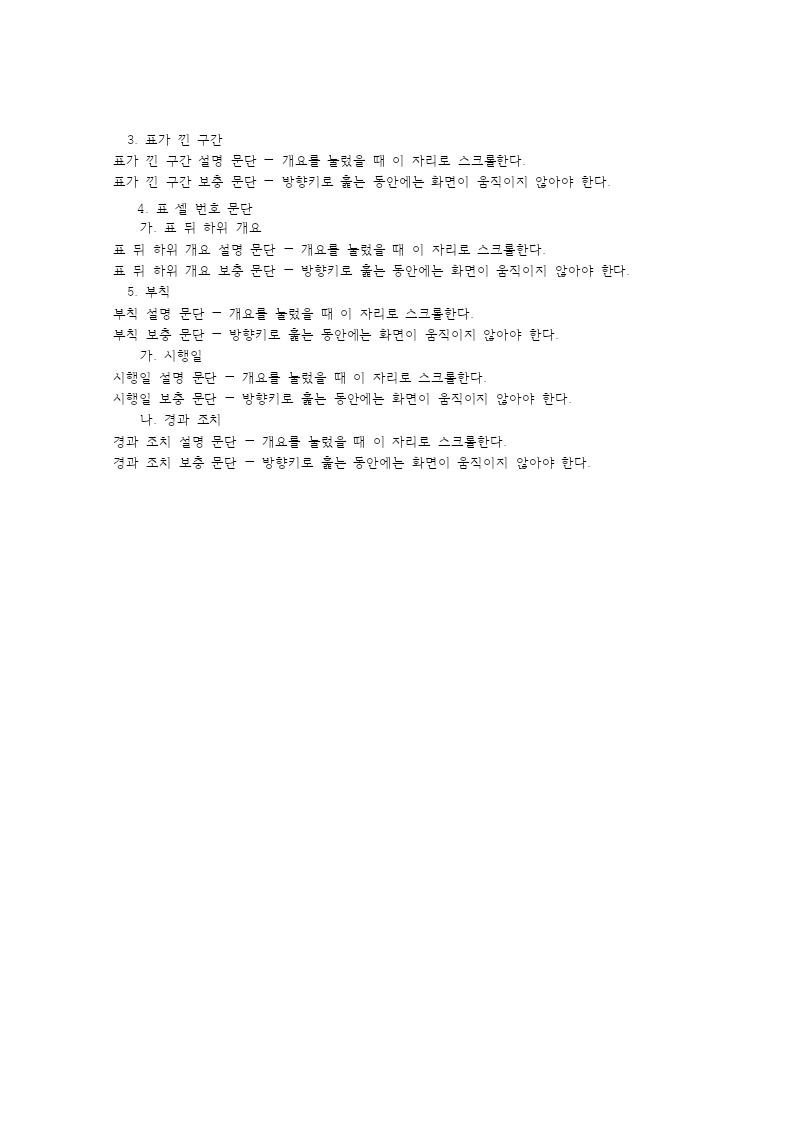 3. 표가 낀 구간
표가 낀 구간 설명 문단 — 개요를 눌렀을 때 이 자리로 스크롤한다.
표가 낀 구간 보충 문단 — 방향키로 훑는 동안에는 화면이 움직이지 않아야 한다.
4. 표 셀 번호 문단
가. 표 뒤 하위 개요
표 뒤 하위 개요 설명 문단 — 개요를 눌렀을 때 이 자리로 스크롤한다.
표 뒤 하위 개요 보충 문단 — 방향키로 훑는 동안에는 화면이 움직이지 않아야 한다.
5. 부칙
부칙 설명 문단 — 개요를 눌렀을 때 이 자리로 스크롤한다.
부칙 보충 문단 — 방향키로 훑는 동안에는 화면이 움직이지 않아야 한다.
가. 시행일
시행일 설명 문단 — 개요를 눌렀을 때 이 자리로 스크롤한다.
시행일 보충 문단 — 방향키로 훑는 동안에는 화면이 움직이지 않아야 한다.
나. 경과 조치
경과 조치 설명 문단 — 개요를 눌렀을 때 이 자리로 스크롤한다.
경과 조치 보충 문단 — 방향키로 훑는 동안에는 화면이 움직이지 않아야 한다.